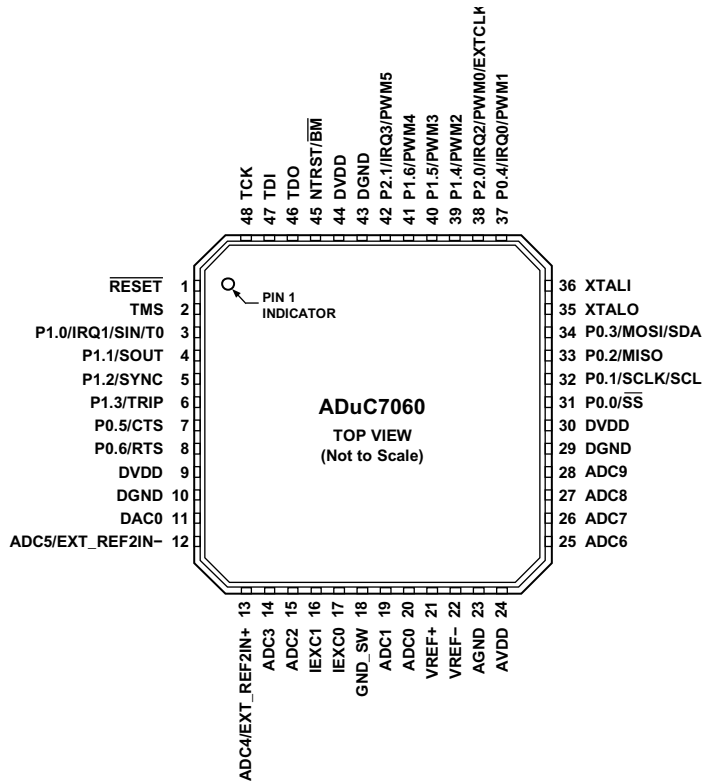 48 TCK
47 TDI
46 TDO
45 NTRST/BM
44 DVDD
43 DGND
42 P2.1/IRQ3/PWM5
41 P1.6/PWM4
40 P1.5/PWM3
39 P1.4/PWM2
38 P2.0/IRQ2/PWM0/EXTCLK
37 P0.4/IRQ0/PWM1
RESET 1
TMS 2
P1.0/IRQ1/SIN/T0 3
P1.1/SOUT 4
P1.2/SYNC 5
P1.3/TRIP 6
P0.5/CTS 7
P0.6/RTS 8
DVDD 9
DGND 10
DAC0 11
ADC5/EXT_REF2IN− 12
PIN 1
INDICATOR
ADuC7060
TOP VIEW
(Not to Scale)
36 XTALI
35 XTALO
34 P0.3/MOSI/SDA
33 P0.2/MISO
32 P0.1/SCLK/SCL
31 P0.0/SS
30 DVDD
29 DGND
28 ADC9
27 ADC8
26 ADC7
25 ADC6
ADC4/EXT_REF2IN+ 13
ADC3 14
ADC2 15
IEXC1 16
IEXC0 17
GND_SW 18
ADC1 19
ADC0 20
VREF+ 21
VREF− 22
AGND 23
AVDD 24